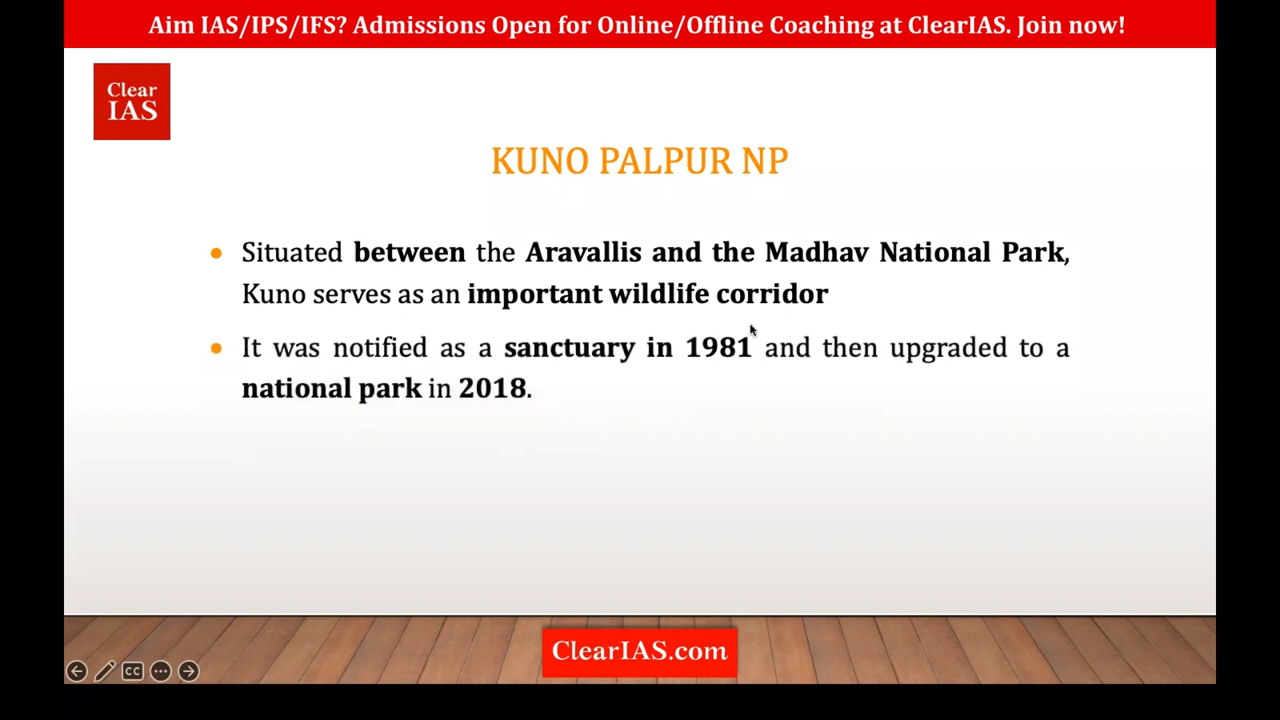 Aim IAS/IPS/IFS? Admissions Open for Online/Offline Coaching at ClearIAS. Join now!
Clear
IAS
KUNO PALPUR NP
• Situated between the Aravallis and the Madhav National Park,
Kuno serves as an important wildlife corridor
• It was notified as a sanctuary in 1981 and then upgraded to a
national park in 2018.
ClearIAS.com
CC